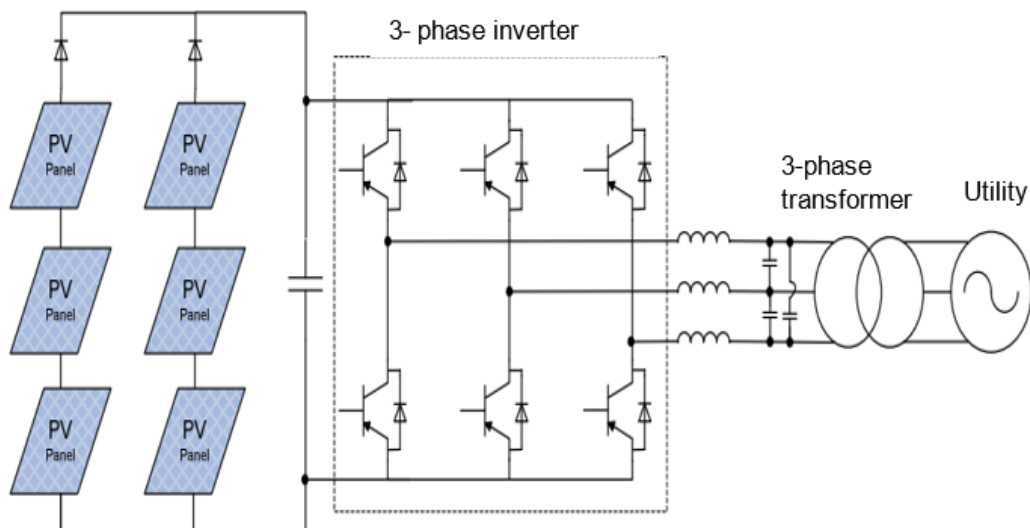 3- phase inverter
PV
Panel
PV
Panel
PV
Panel
PV
Panel
PV
Panel
PV
Panel
3-phase
transformer
Utility